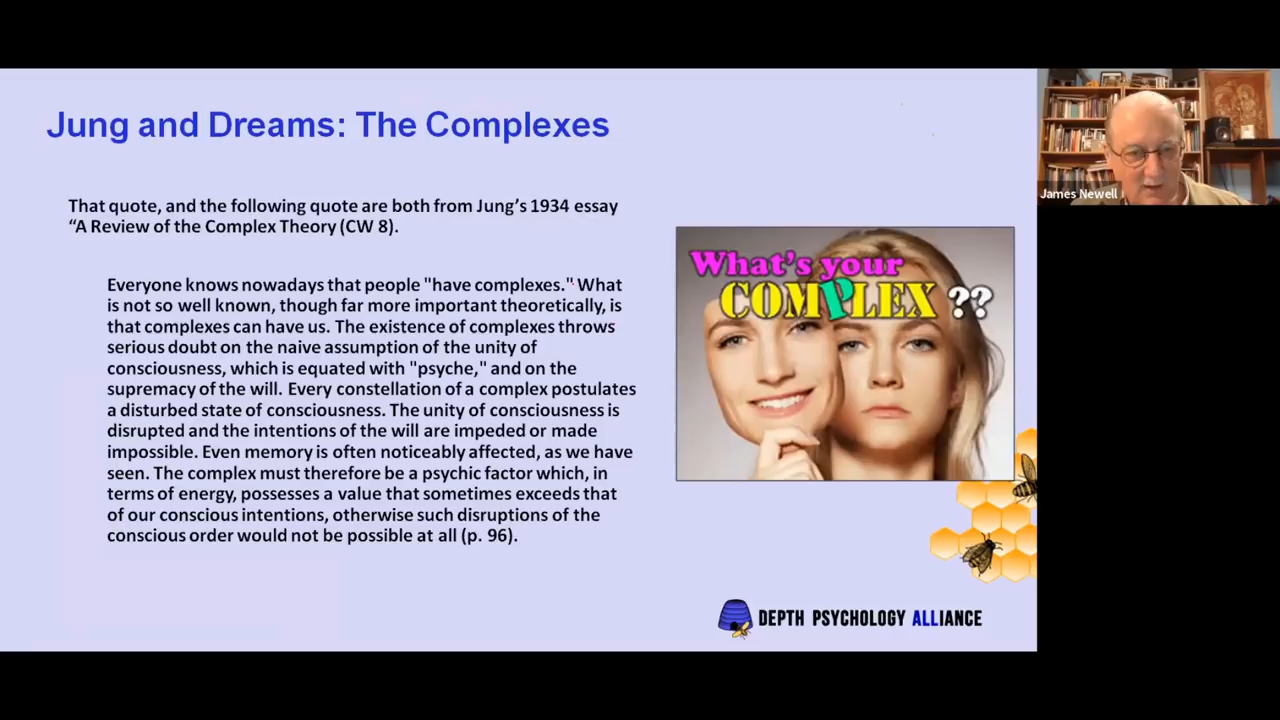 Jung and Dreams: The Complexes
That quote, and the following quote are both from Jung's 1934 essay
“A Review of the Complex Theory (CW 8).
Everyone knows nowadays that people "have complexes." What
is not so well known, though far more important theoretically, is
that complexes can have us. The existence of complexes throws
serious doubt on the naive assumption of the unity of
consciousness, which is equated with "psyche," and on the
supremacy of the will. Every constellation of a complex postulates
a disturbed state of consciousness. The unity of consciousness is
disrupted and the intentions of the will are impeded or made
impossible. Even memory is often noticeably affected, as we have
seen. The complex must therefore be a psychic factor which, in
terms of energy, possesses a value that sometimes exceeds that
of our conscious intentions, otherwise such disruptions of the
conscious order would not be possible at all (p. 96).
What's your
COMPLEX ??
DEPTH PSYCHOLOGY ALLIANCE
James Newell